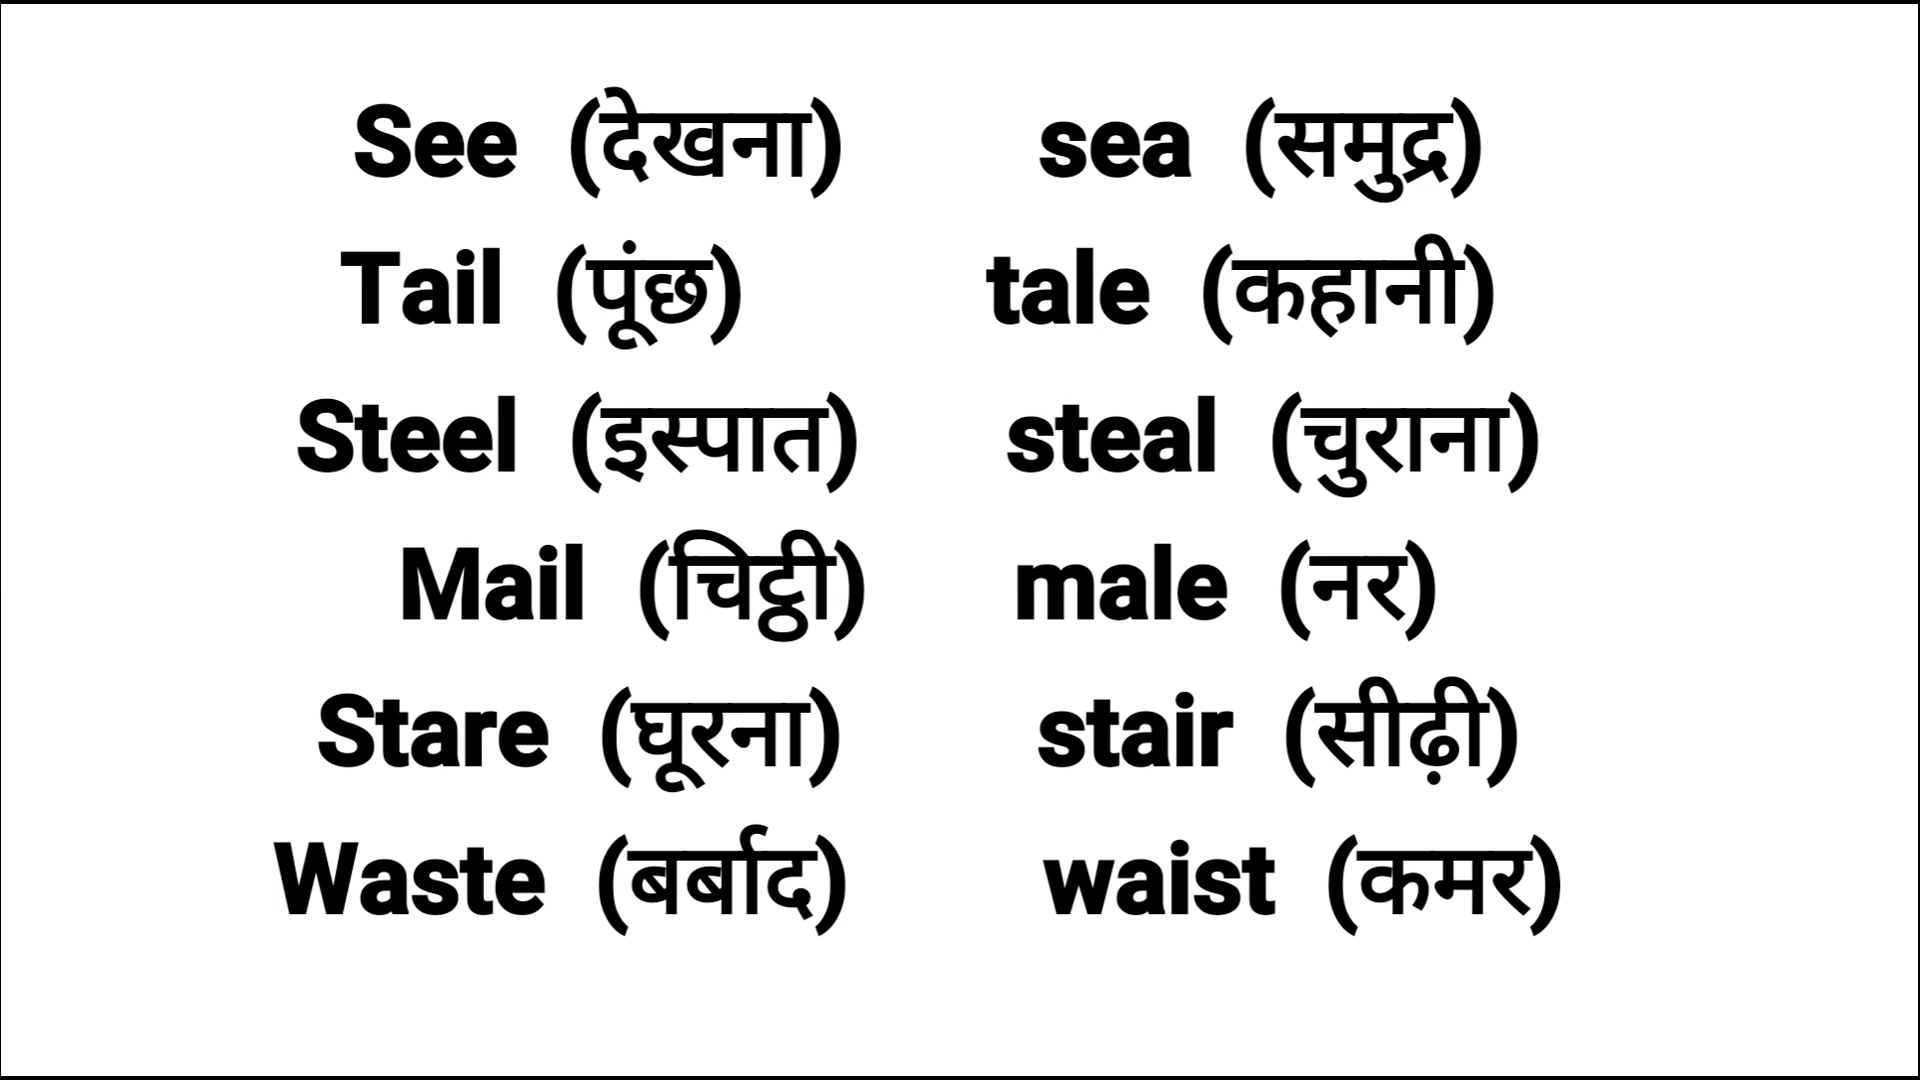 See (देखना) sea (समुद्र)
Tail (पूंछ) tale (कहानी)
Steel (इस्पात) steal (चुराना)
Mail (चिट्ठी) male (नर)
Stare (घूरना) stair (सीढ़ी)
Waste (बर्बाद) waist (कमर)